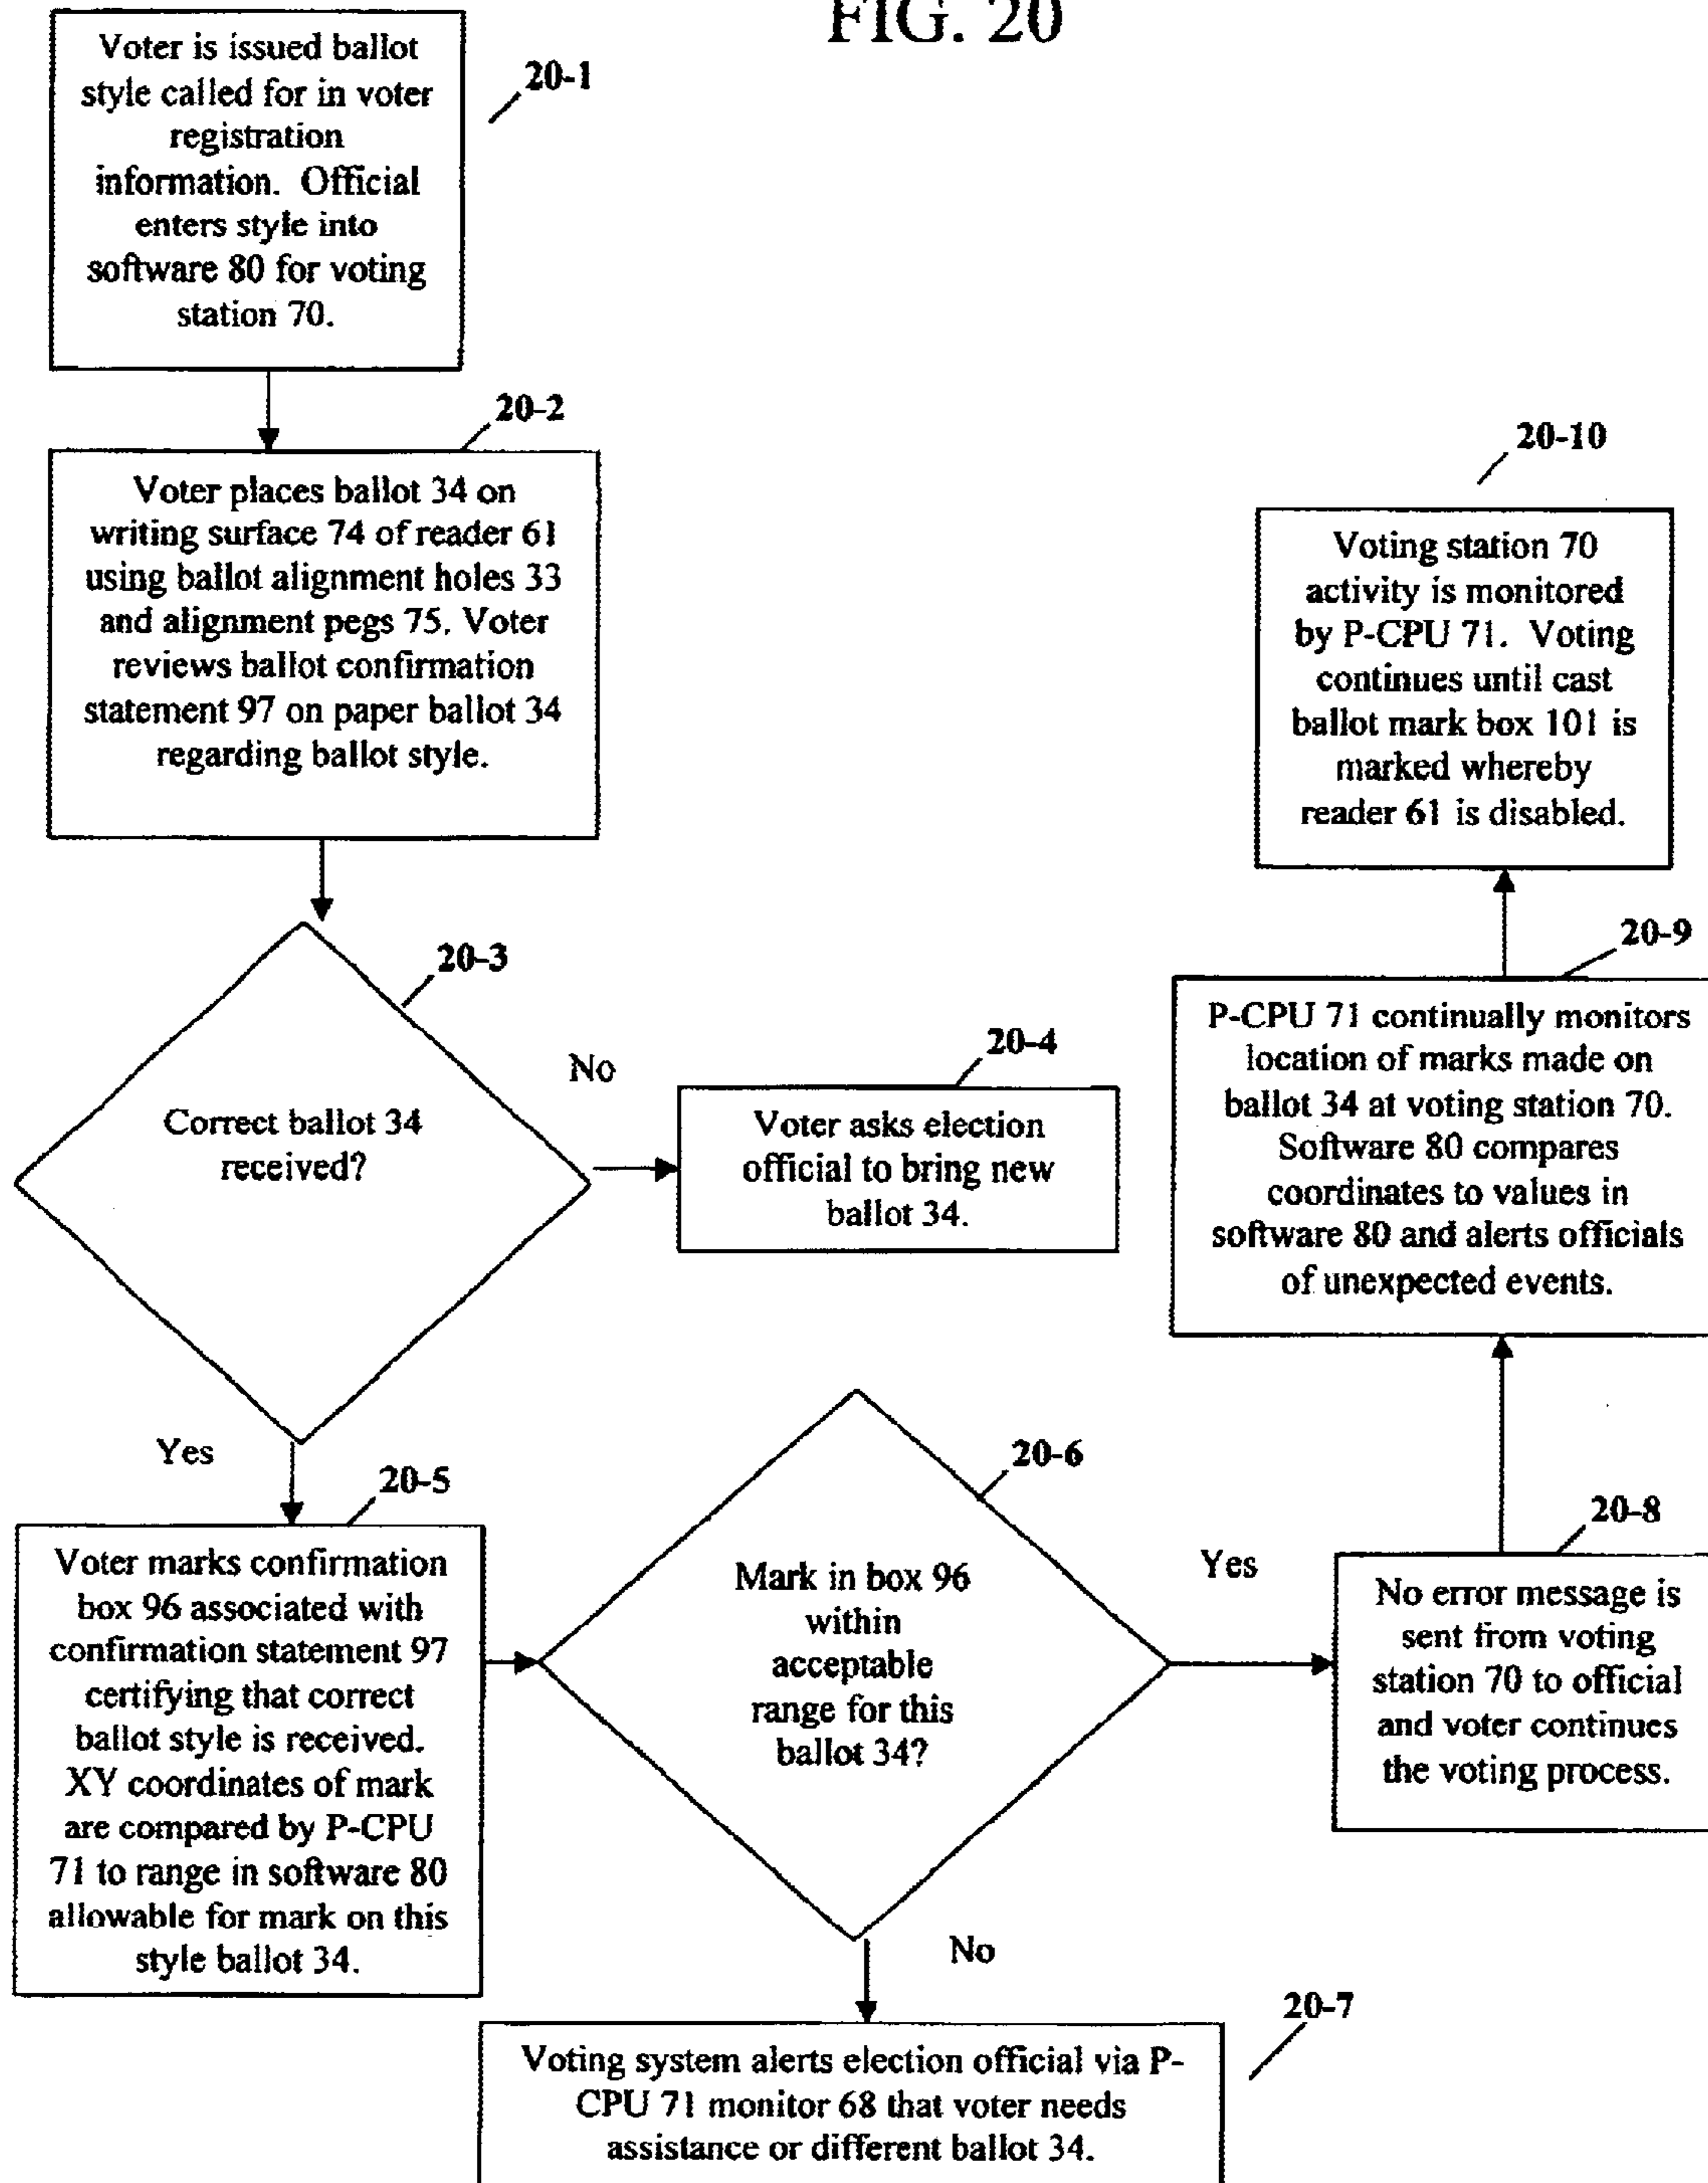 FIG. 20
Voter is issued ballot
style called for in voter
registration
information. Official
enters style into
software 80 for voting
station 70.
20-1
20-2
Voter places ballot 34 on
writing surface 74 of reader 61
using ballot alignment holes 33
and alignment pegs 75. Voter
reviews ballot confirmation
statement 97 on paper ballot 34
regarding ballot style.
20-3
Correct ballot 34
received?
No
20-4
Voter asks election
official to bring new
ballot 34.
Yes
20-5
Voter marks confirmation
box 96 associated with
confirmation statement 97
certifying that correct
ballot style is received.
XY coordinates of mark
are compared by P-CPU
71 to range in software 80
allowable for mark on this
style ballot 34.
20-6
Mark in box 96
within
acceptable
range for this
ballot 34?
No
20-7
Voting system alerts election official via P-
CPU 71 monitor 68 that voter needs
assistance or different ballot 34.
Yes
20-8
No error message is
sent from voting
station 70 to official
and voter continues
the voting process.
20-9
P-CPU 71 continually monitors
location of marks made on
ballot 34 at voting station 70.
Software 80 compares
coordinates to values in
software 80 and alerts officials
of unexpected events.
20-10
Voting station 70
activity is monitored
by P-CPU 71. Voting
continues until cast
ballot mark box 101 is
marked whereby
reader 61 is disabled.